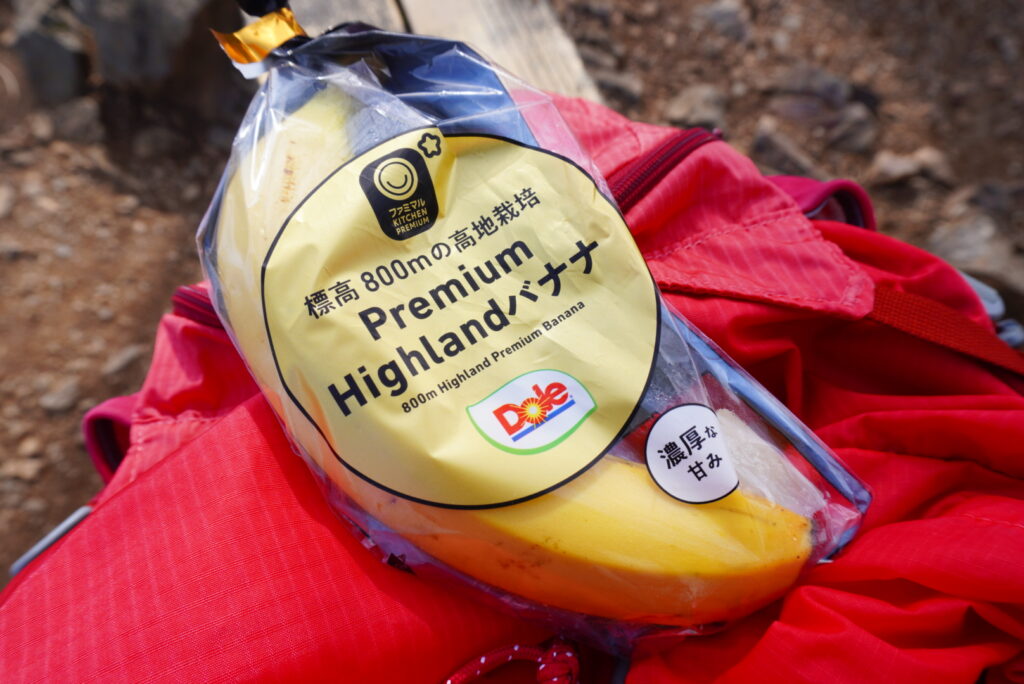 ファミマル
KITCHEN
PREMIUM
標高800mの高地栽培
Premium
Highlandバナナ
800m Highland Premium Banana
Dole
濃厚な
甘み